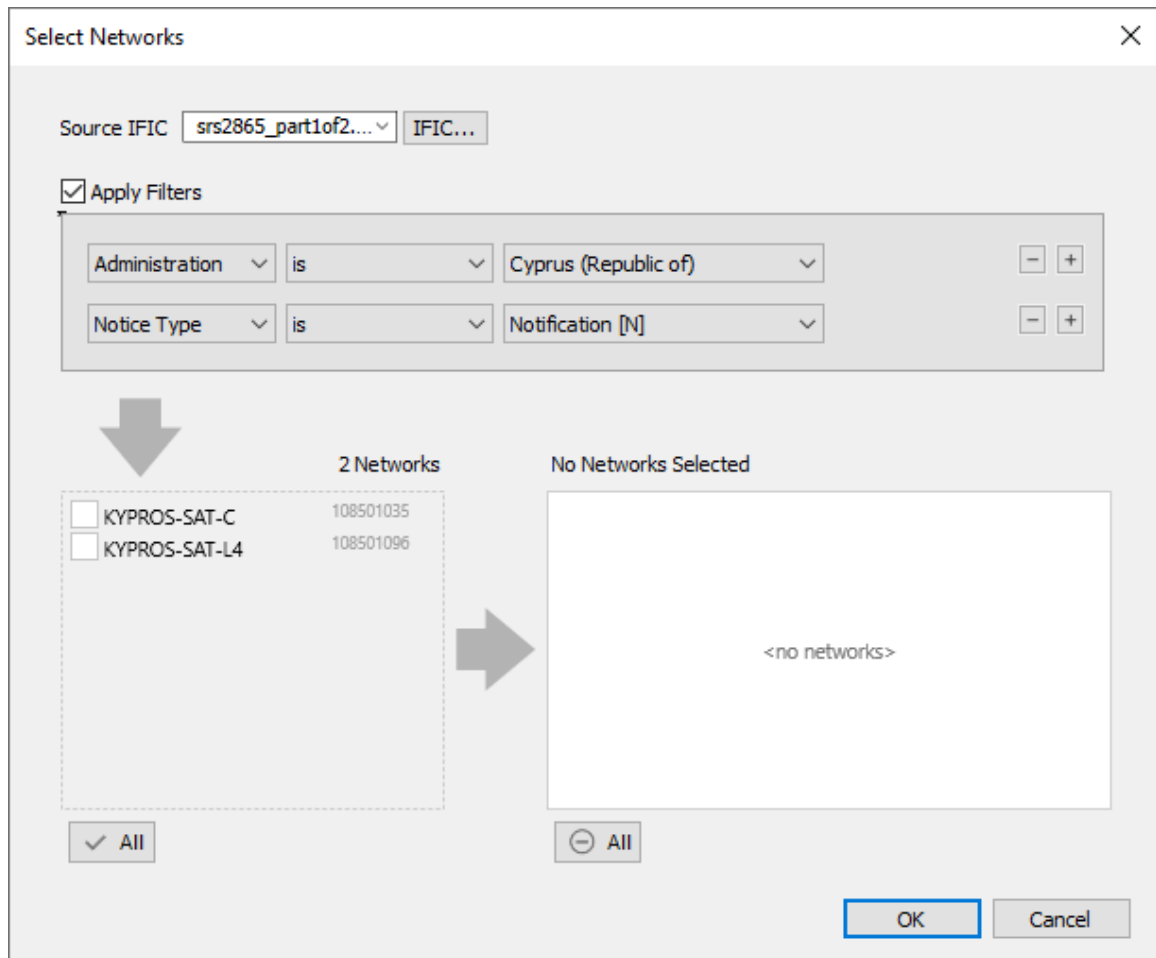 Select Networks
Source IFIC srs2865_part1of2.... IFIC...
Apply Filters
Administration is Cyprus (Republic of)
Notice Type is Notification [N]
2 Networks No Networks Selected
KYPROS-SAT-C 108501035
KYPROS-SAT-L4 108501096
<no networks>
All All
OK Cancel